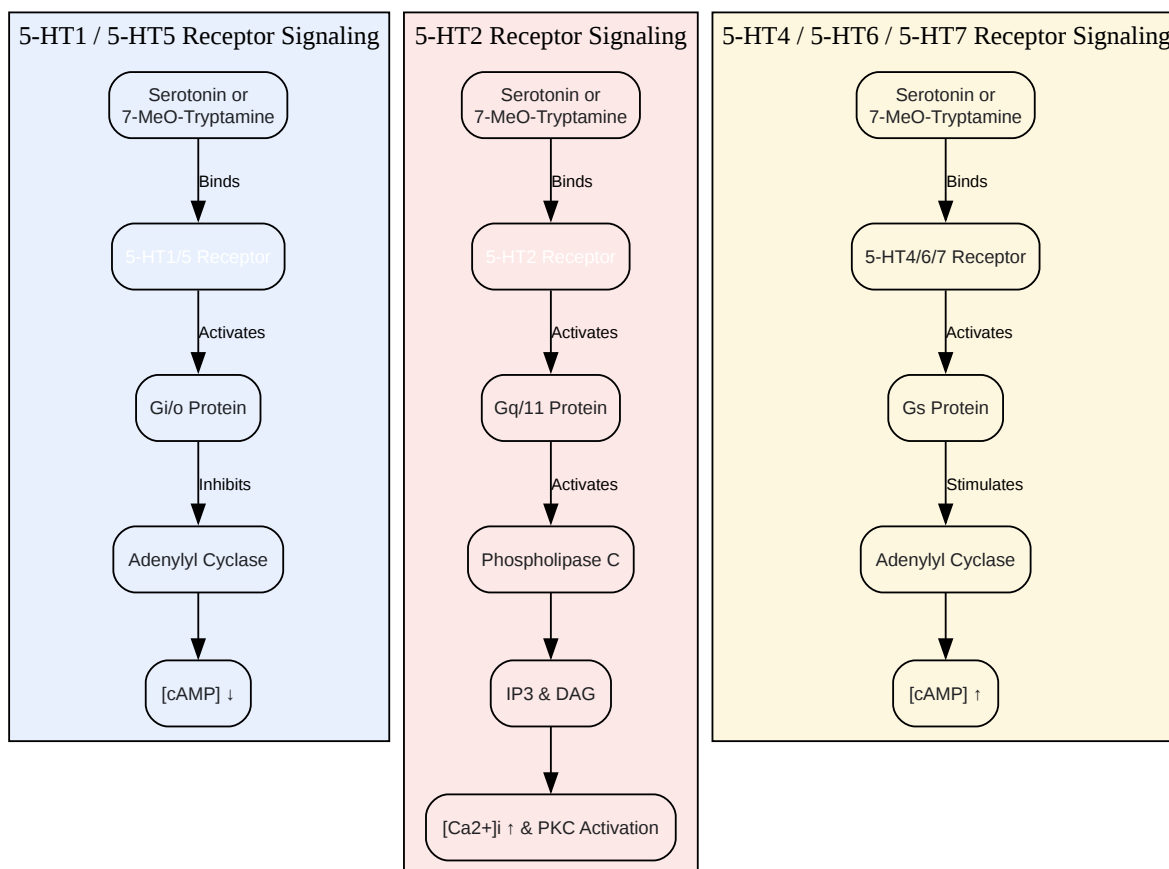 5-HT1 / 5-HT5 Receptor Signaling
Serotonin or
7-MeO-Tryptamine
Binds
5-HT1/5 Receptor
Activates
Gi/o Protein
Inhibits
Adenylyl Cyclase
[cAMP] ↓
5-HT2 Receptor Signaling
Serotonin or
7-MeO-Tryptamine
Binds
5-HT2 Receptor
Activates
Gq/11 Protein
Activates
Phospholipase C
IP3 & DAG
[Ca2+]i ↑ & PKC Activation
5-HT4 / 5-HT6 / 5-HT7 Receptor Signaling
Serotonin or
7-MeO-Tryptamine
Binds
5-HT4/6/7 Receptor
Activates
Gs Protein
Stimulates
Adenylyl Cyclase
[cAMP] ↑